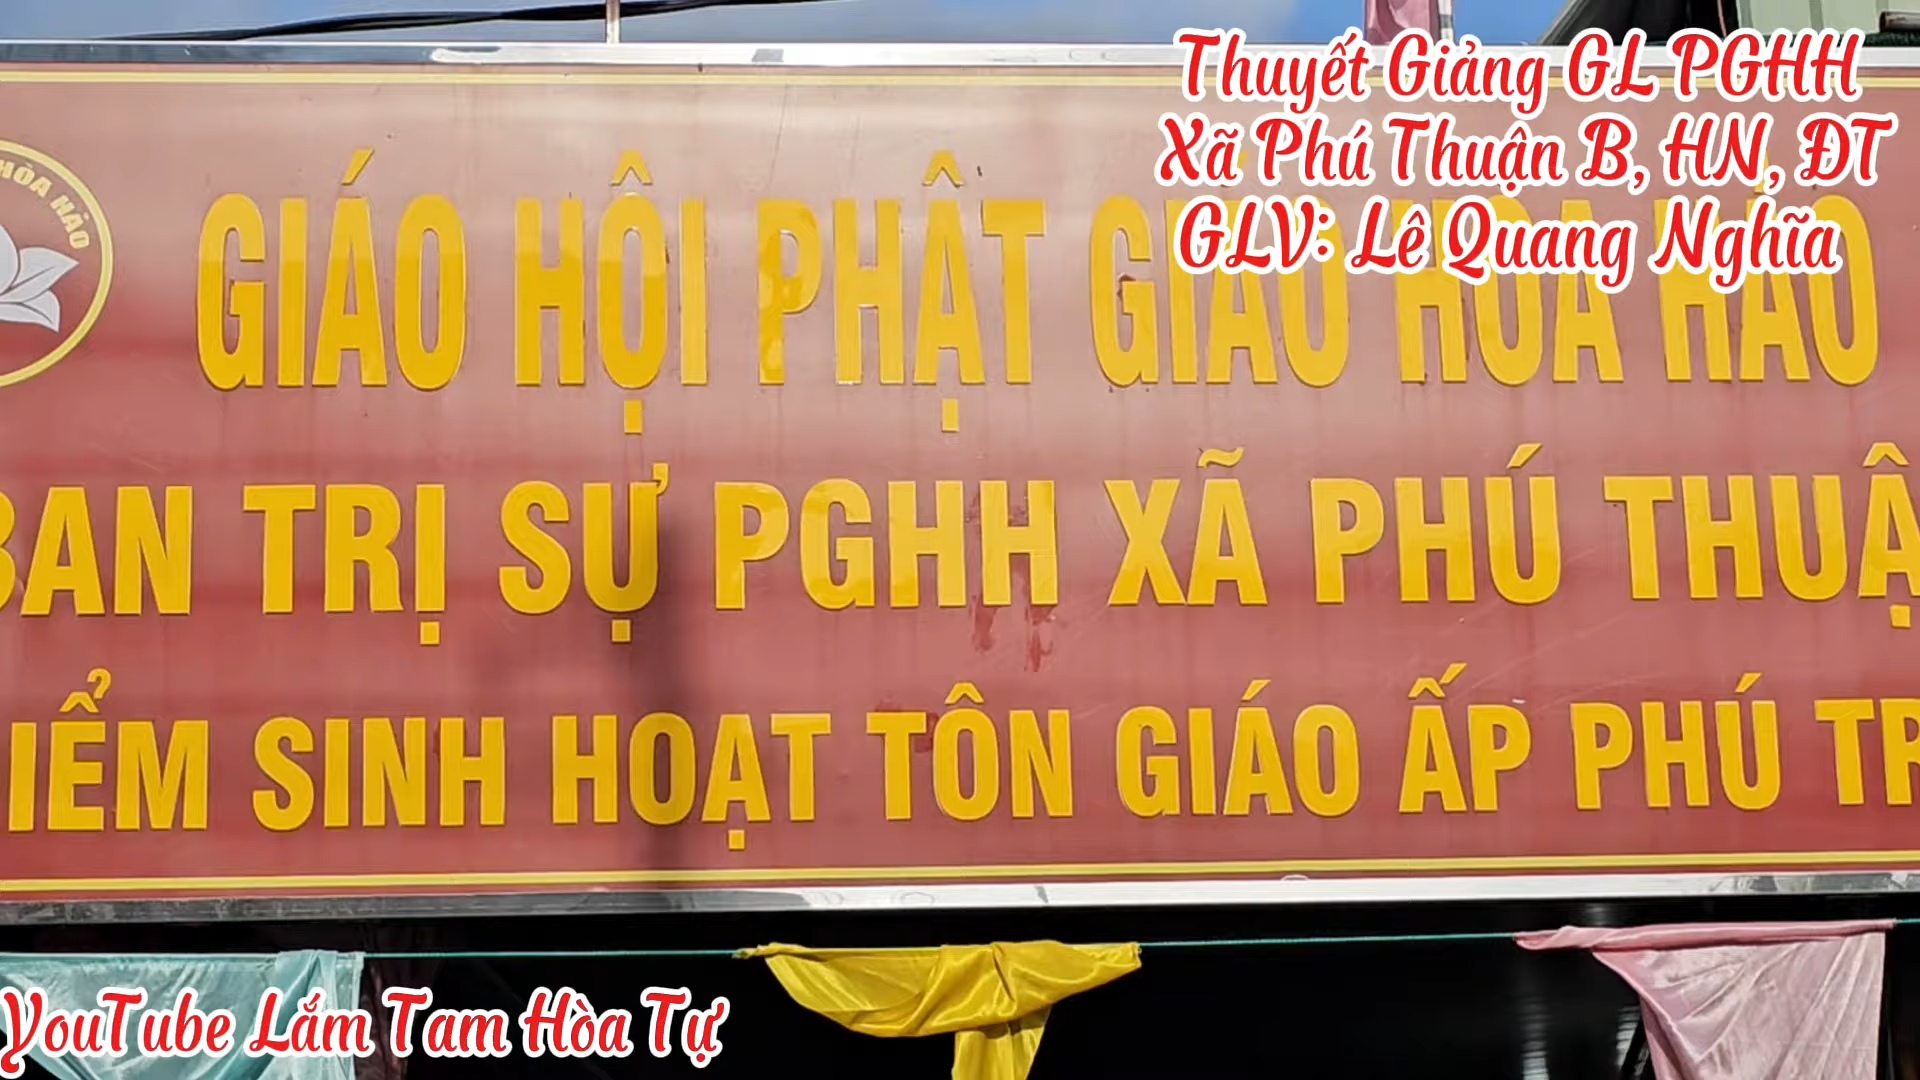 Thuyết Giảng GL PGHH
Xã Phú Thuận B, HN, ĐT
GLV: Lê Quang Nghĩa
HÒA HẢO
GIÁO HỘI PHẬT GIÁO HÒA HẢO
BAN TRỊ SỰ PGHH XÃ PHÚ THUẬ
IỂM SINH HOẠT TÔN GIÁO ẤP PHÚ TR
YouTube Lắm Tam Hòa Tự